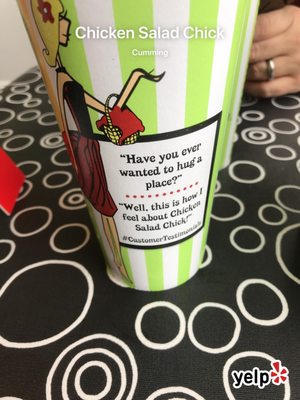 Chicken Salad Chick
Cumming
"Have you ever
wanted to hug a
place?"
"Well, this is how I
feel about Chicken
Salad Chick!"
#CustomerTestimonials
yelp